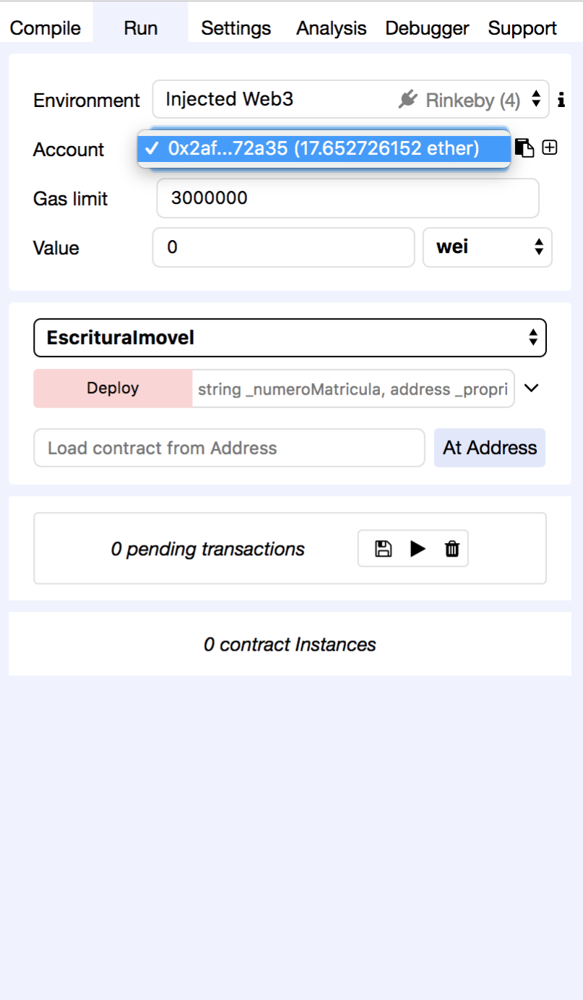 Compile Run Settings Analysis Debugger Support
Environment Injected Web3 Rinkeby (4)
Account ✓ 0x2af...72a35 (17.652726152 ether)
Gas limit 3000000
Value 0 wei
EscrituraImovel
Deploy string _numeroMatricula, address _propri
Load contract from Address At Address
0 pending transactions
0 contract Instances